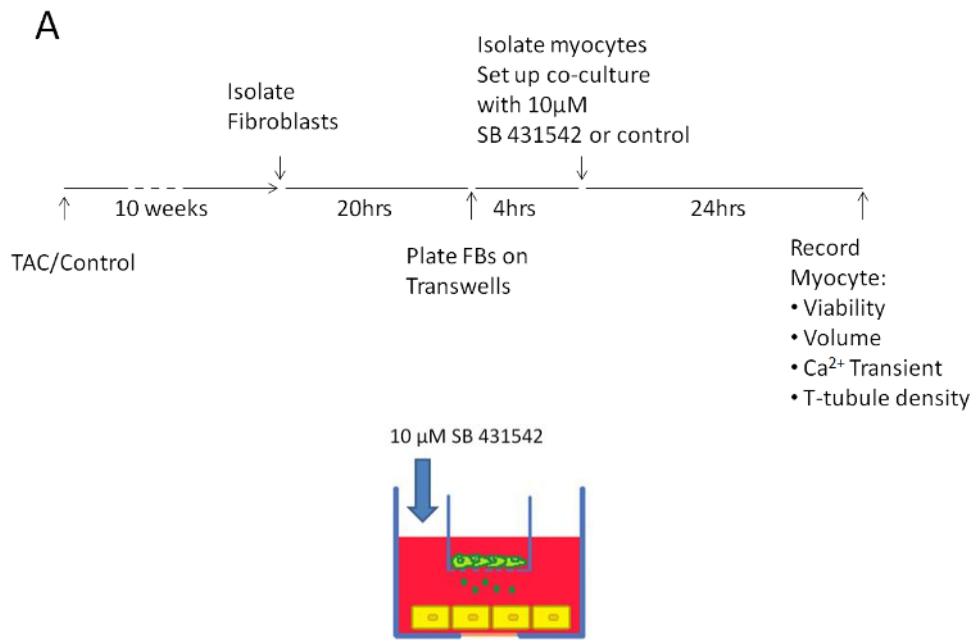 A
Isolate myocytes
Set up co-culture
with 10μM
SB 431542 or control
Isolate
Fibroblasts
10 weeks
20hrs
4hrs
24hrs
TAC/Control
Plate FBs on
Transwells
Record
Myocyte:
• Viability
• Volume
• Ca²⁺ Transient
• T-tubule density
10 μM SB 431542